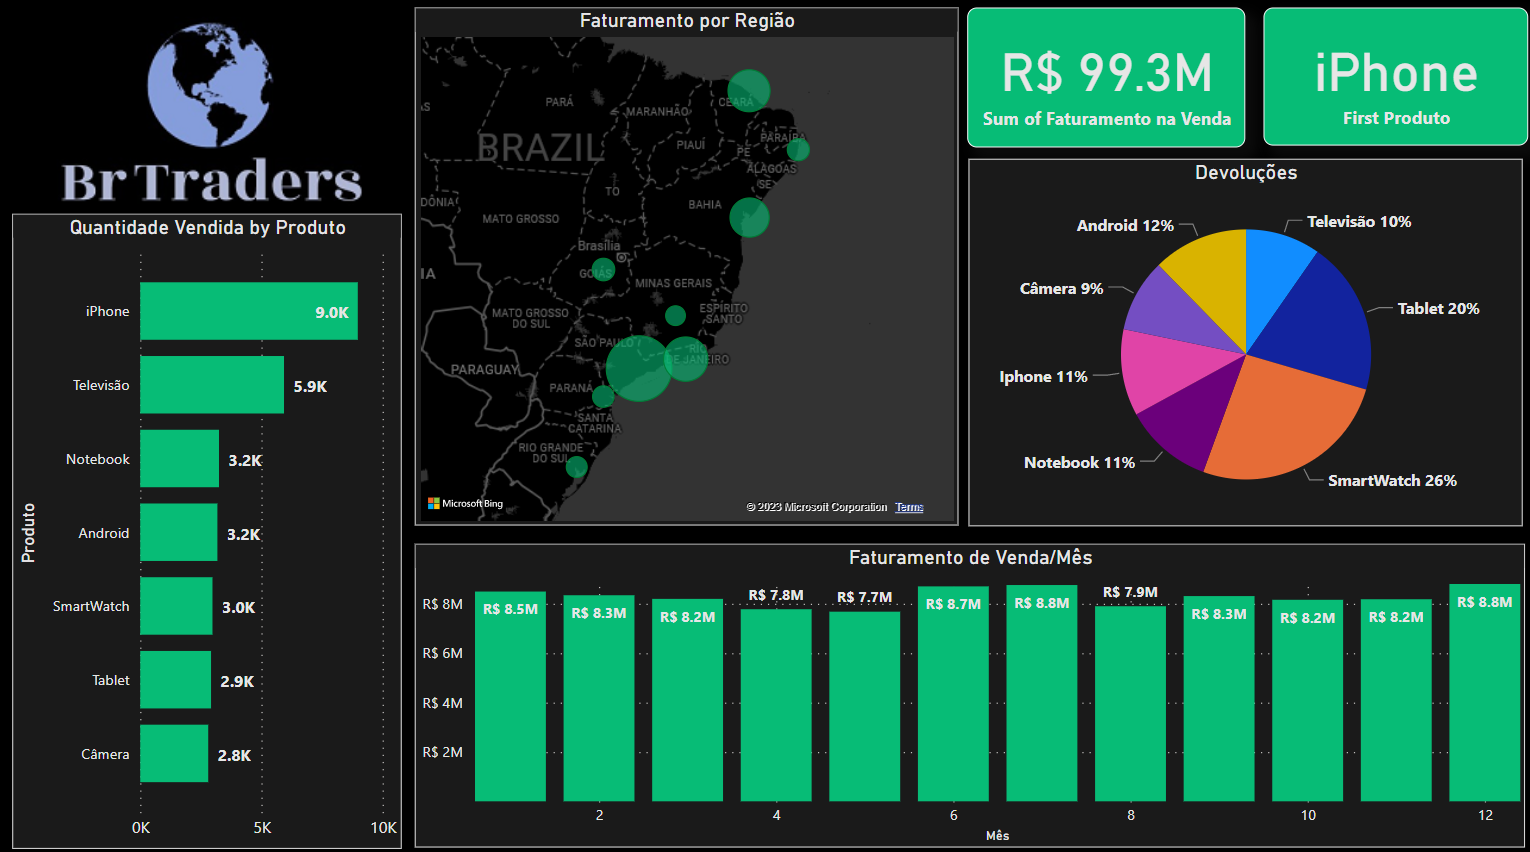 Br Traders
Quantidade Vendida by Produto
Produto
iPhone
9.0K
Televisão
5.9K
Notebook
3.2K
Android
3.2K
SmartWatch
3.0K
Tablet
2.9K
Câmera
2.8K
0K
5K
10K
Faturamento por Região
CEARÁ
PARÁ
MARANHÃO
BRAZIL
PIAUÍ
PARAÍBA
PE
ALAGOAS
SE
TO
DÔNIA
BAHIA
MATO GROSSO
Brasília
GOIÁS
IA
MINAS GERAIS
MATO GROSSO
DO SUL
ESPÍRITO
SANTO
SÃO PAULO
RIO
DE JANEIRO
PARAGUAY
PARANÁ
SANTA
CATARINA
RIO GRANDE
DO SUL
Microsoft Bing
© 2023 Microsoft Corporation Terms
R$ 99.3M
Sum of Faturamento na Venda
iPhone
First Produto
Devoluções
Televisão 10%
Tablet 20%
SmartWatch 26%
Notebook 11%
Iphone 11%
Câmera 9%
Android 12%
Faturamento de Venda/Mês
R$ 8M
R$ 6M
R$ 4M
R$ 2M
R$ 8.5M
R$ 8.3M
R$ 8.2M
R$ 7.8M
R$ 7.7M
R$ 8.7M
R$ 8.8M
R$ 7.9M
R$ 8.3M
R$ 8.2M
R$ 8.2M
R$ 8.8M
2
4
6
8
10
12
Mês